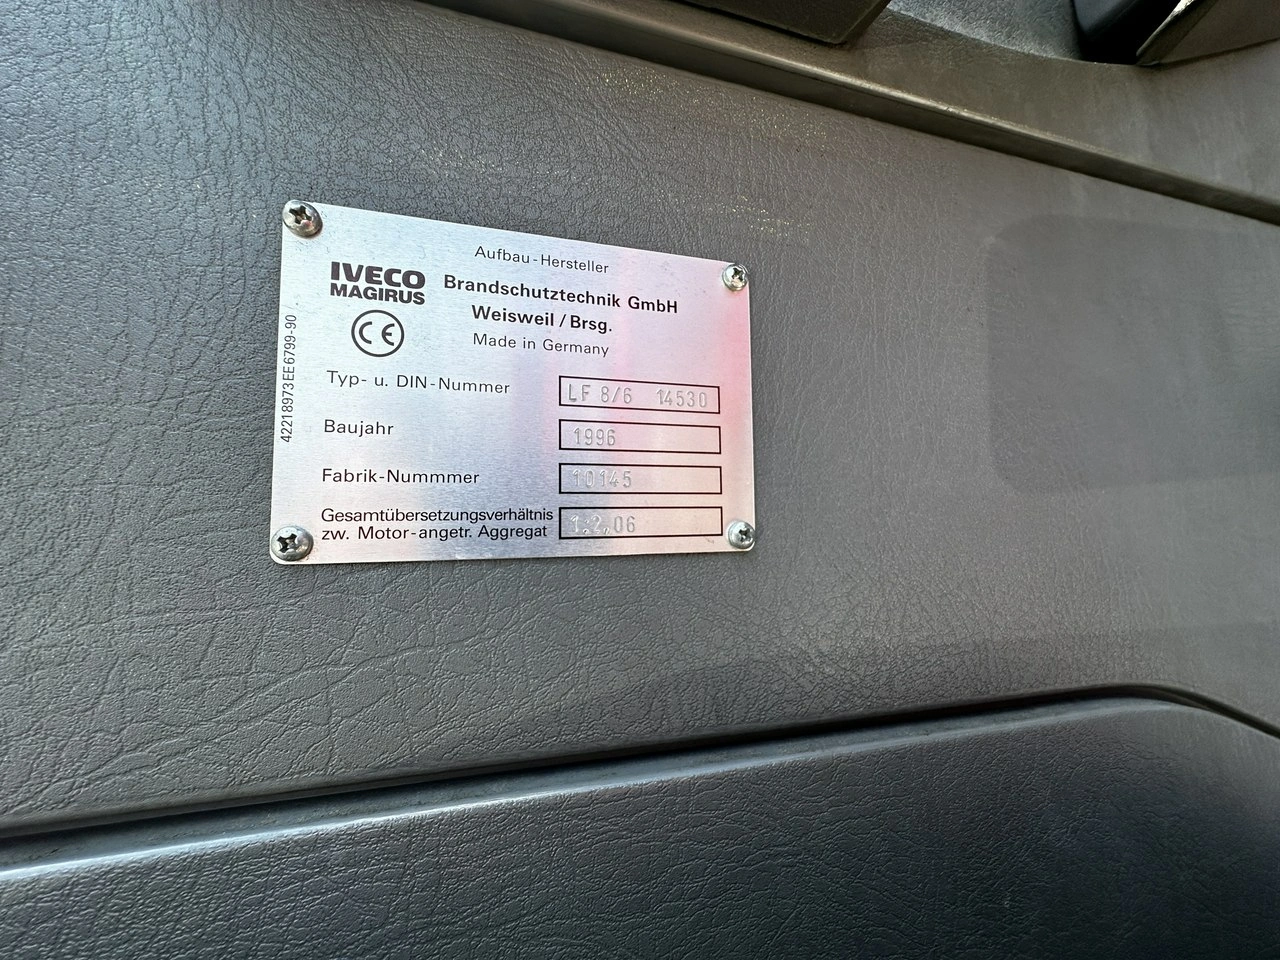 Aufbau-Hersteller
IVECO
MAGIRUS
Brandschutztechnik GmbH
Weisweil / Brsg.
Made in Germany
CE
Typ- u. DIN-Nummer LF 8/6 14530
Baujahr 1996
Fabrik-Nummmer 10145
Gesamtübersetzungsverhältnis
zw. Motor-angetr. Aggregat 1:2,06
42218973EE6799-90